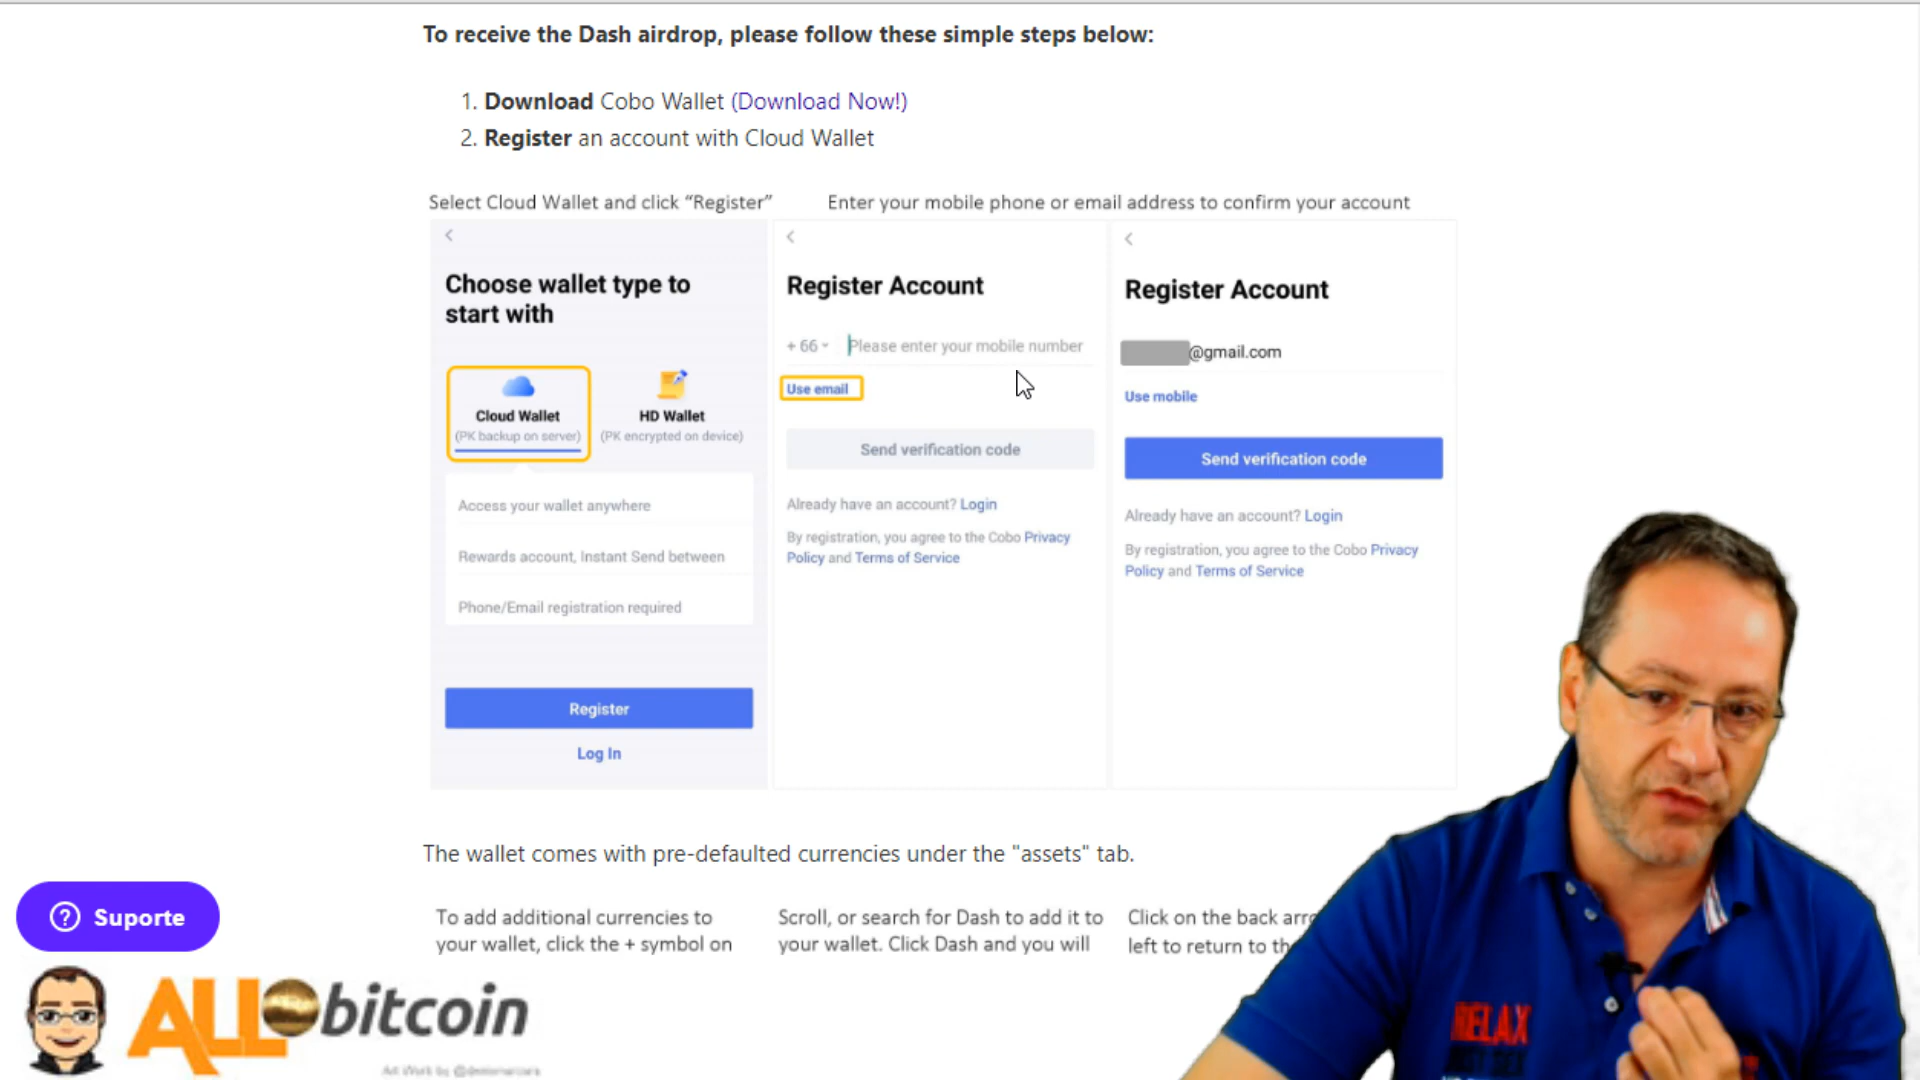 To receive the Dash airdrop, please follow these simple steps below:
1. Download Cobo Wallet (Download Now!)
2. Register an account with Cloud Wallet
Select Cloud Wallet and click “Register”
Enter your mobile phone or email address to confirm your account
Choose wallet type to
start with
Cloud Wallet
(PK backup on server)
HD Wallet
(PK encrypted on device)
Access your wallet anywhere
Rewards account, Instant Send between
Phone/Email registration required
Register
Log In
Register Account
+ 66
Please enter your mobile number
Use email
Send verification code
Already have an account? Login
By registration, you agree to the Cobo Privacy
Policy and Terms of Service
Register Account
@gmail.com
Use mobile
Send verification code
Already have an account? Login
By registration, you agree to the Cobo Privacy
Policy and Terms of Service
The wallet comes with pre-defaulted currencies under the "assets" tab.
To add additional currencies to
your wallet, click the + symbol on
Scroll, or search for Dash to add it to
your wallet. Click Dash and you will
Click on the back
left to return to
Suporte
ALLObitcoin
Art Work by
RELAX